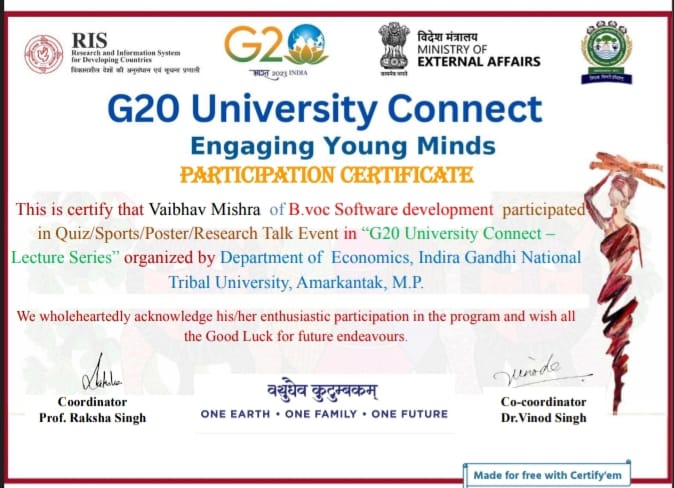 RIS
Research and Information System
for Developing Countries
विकासशील देशों की अनुसंधान एवं सूचना प्रणाली
G20
भारत 2023 INDIA
सत्यमेव जयते
विदेश मंत्रालय
MINISTRY OF
EXTERNAL AFFAIRS
G20 University Connect
Engaging Young Minds
PARTICIPATION CERTIFICATE
This is certify that Vaibhav Mishra of B.voc Software development participated
in Quiz/Sports/Poster/Research Talk Event in “G20 University Connect –
Lecture Series” organized by Department of Economics, Indira Gandhi National
Tribal University, Amarkantak, M.P.
We wholeheartedly acknowledge his/her enthusiastic participation in the program and wish all
the Good Luck for future endeavours.
Coordinator
Prof. Raksha Singh
वसुधैव कुटुम्बकम्
ONE EARTH • ONE FAMILY • ONE FUTURE
Co-coordinator
Dr.Vinod Singh
Made for free with Certify'em